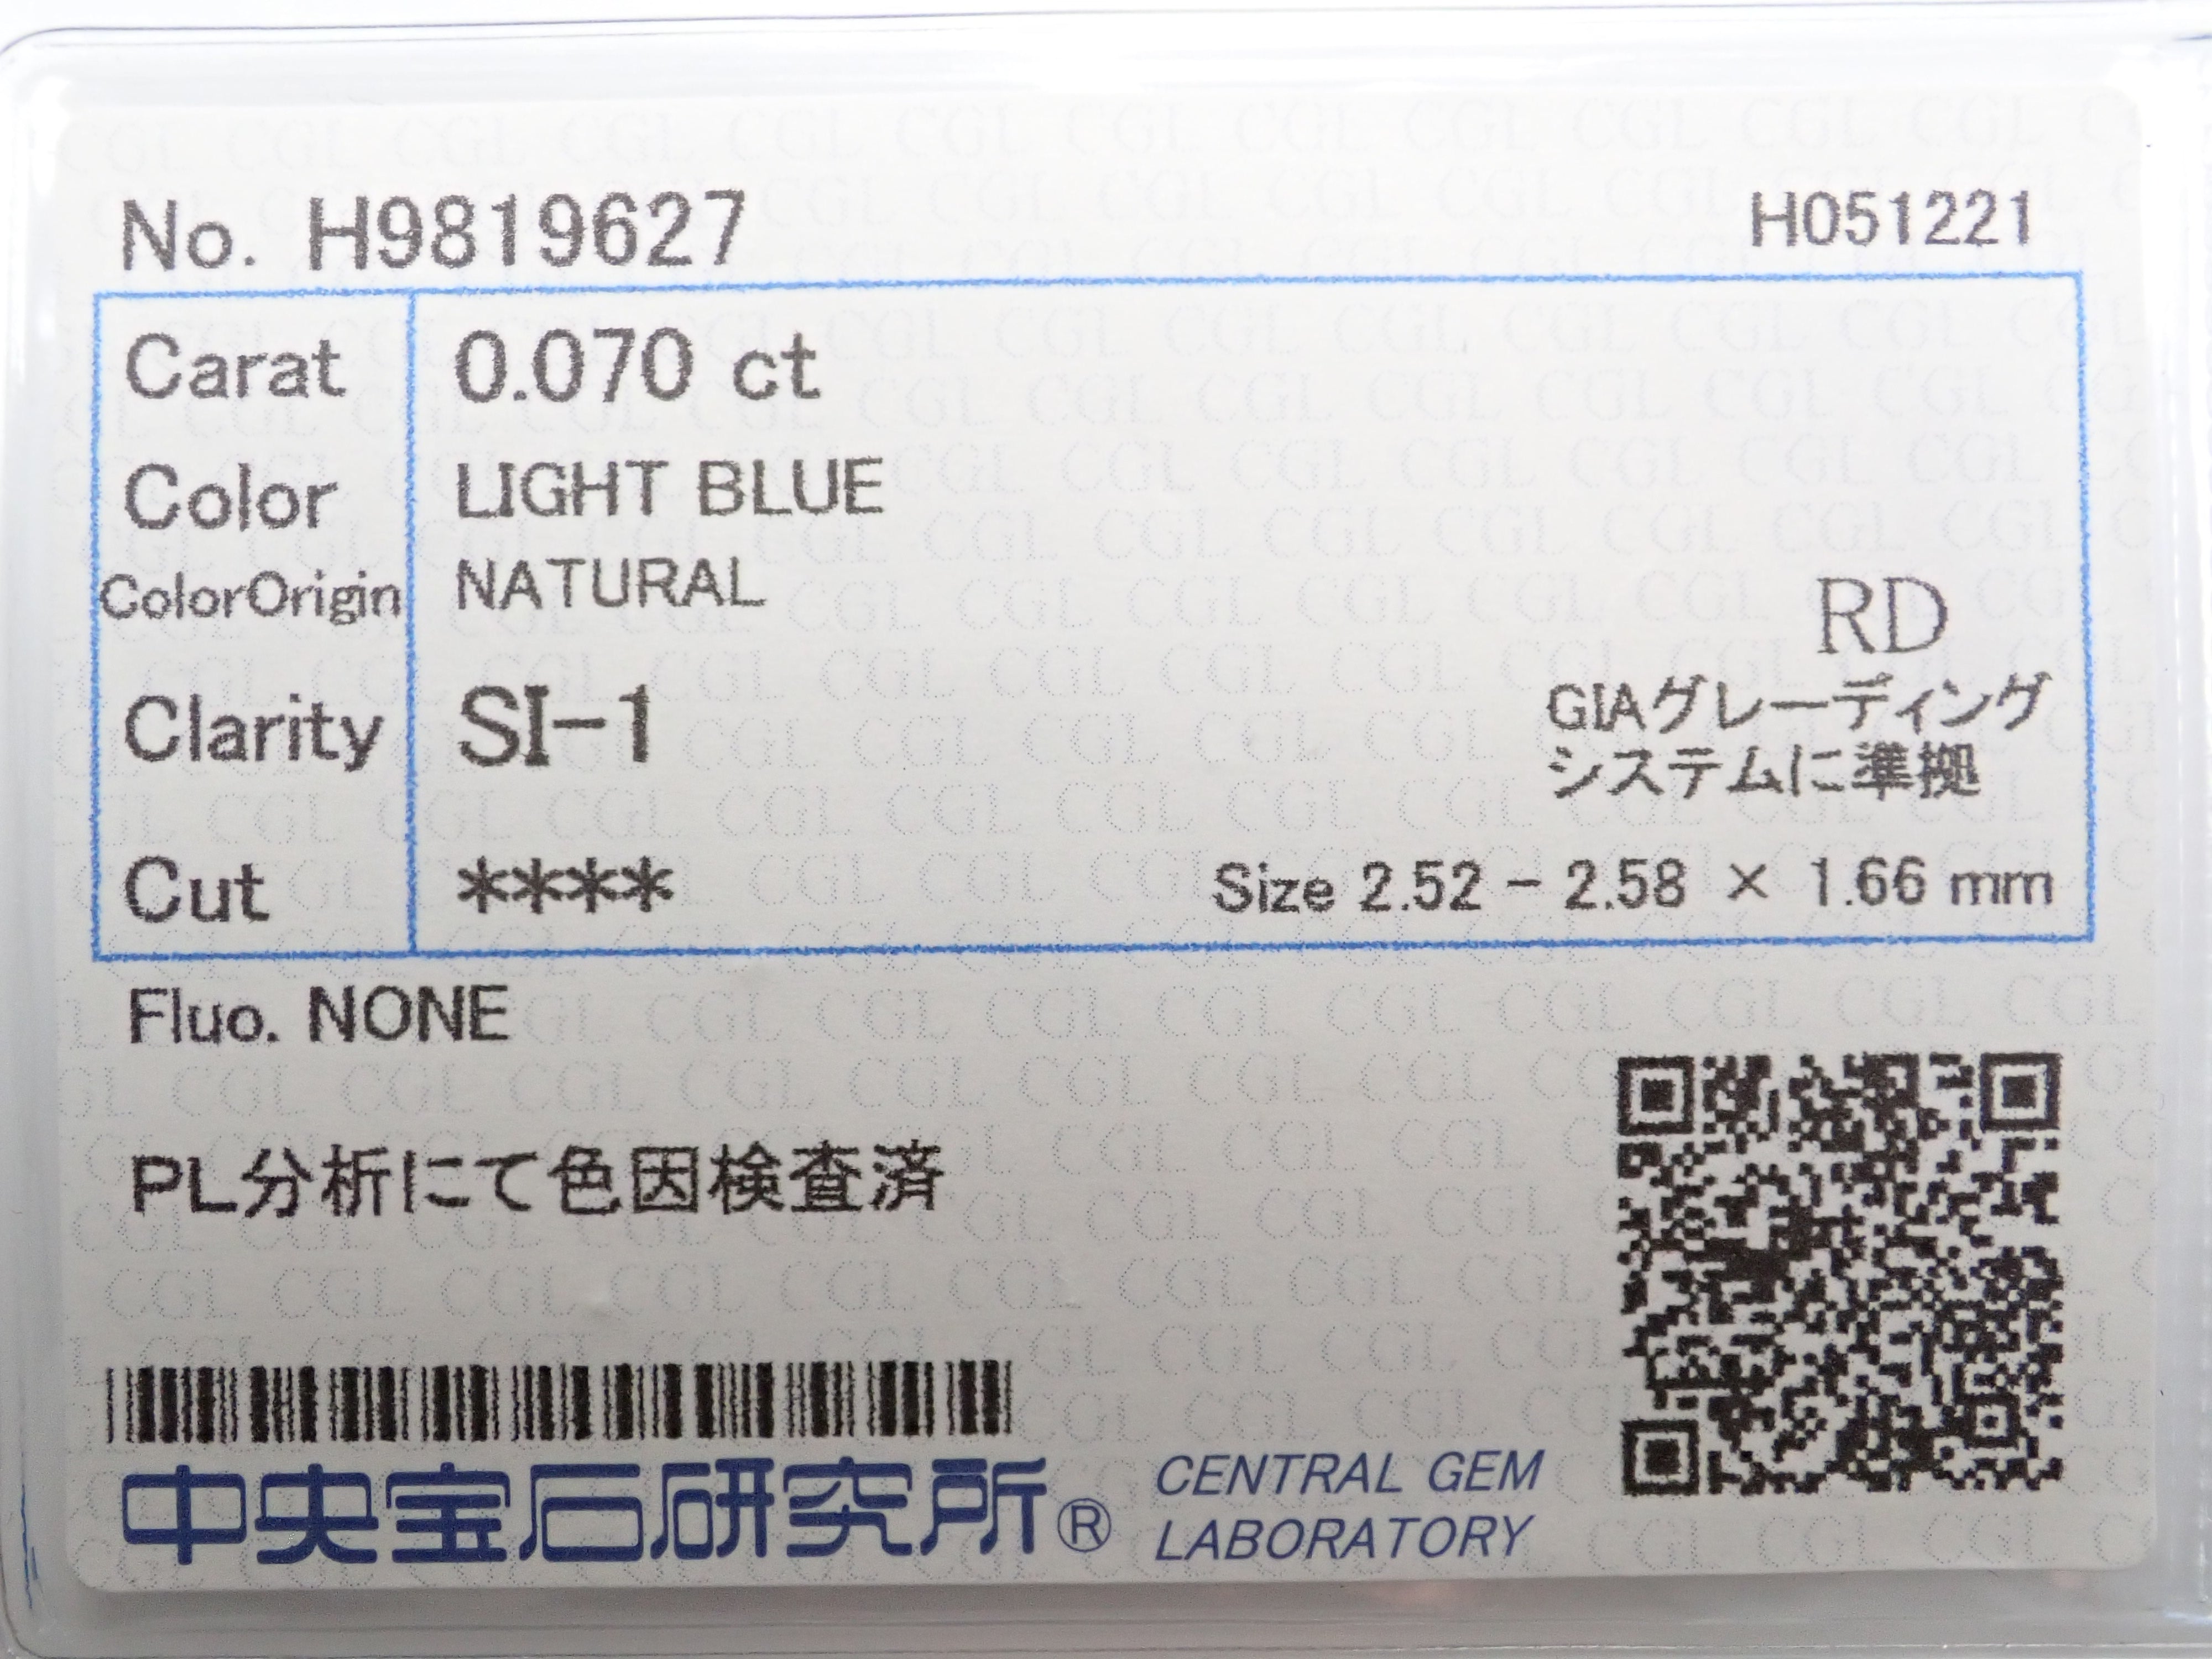 No. H9819627
H051221
Carat 0.070 ct
Color LIGHT BLUE
ColorOrigin NATURAL
RD
Clarity SI-1
GIAグレーディング
システムに準拠
Cut ****
Size 2.52 - 2.58 × 1.66 mm
Fluo. NONE
PL分析にて色因検査済
中央宝石研究所®
CENTRAL GEM
LABORATORY